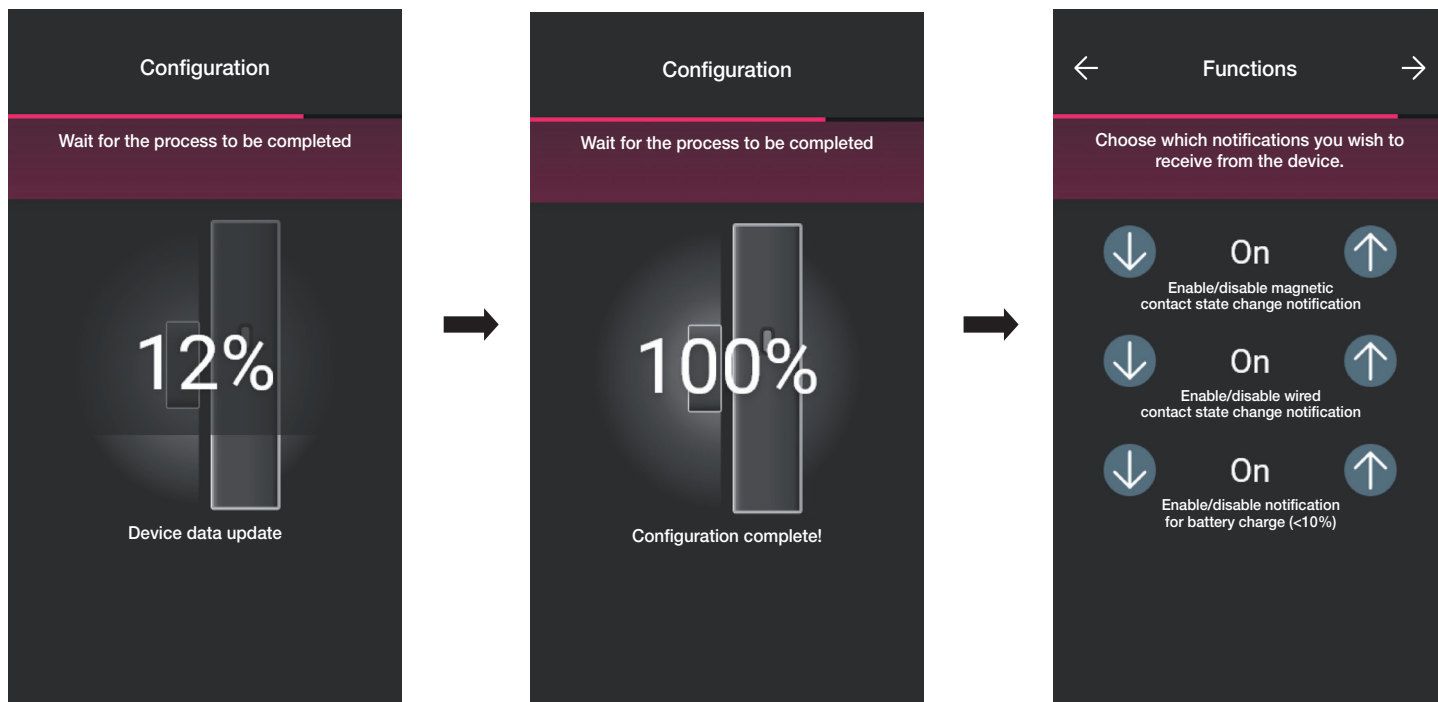 Configuration
Wait for the process to be completed
12%
Device data update
Configuration
Wait for the process to be completed
100%
Configuration complete!
Functions
Choose which notifications you wish to
receive from the device.
On
Enable/disable magnetic
contact state change notification
On
Enable/disable wired
contact state change notification
On
Enable/disable notification
for battery charge (<10%)